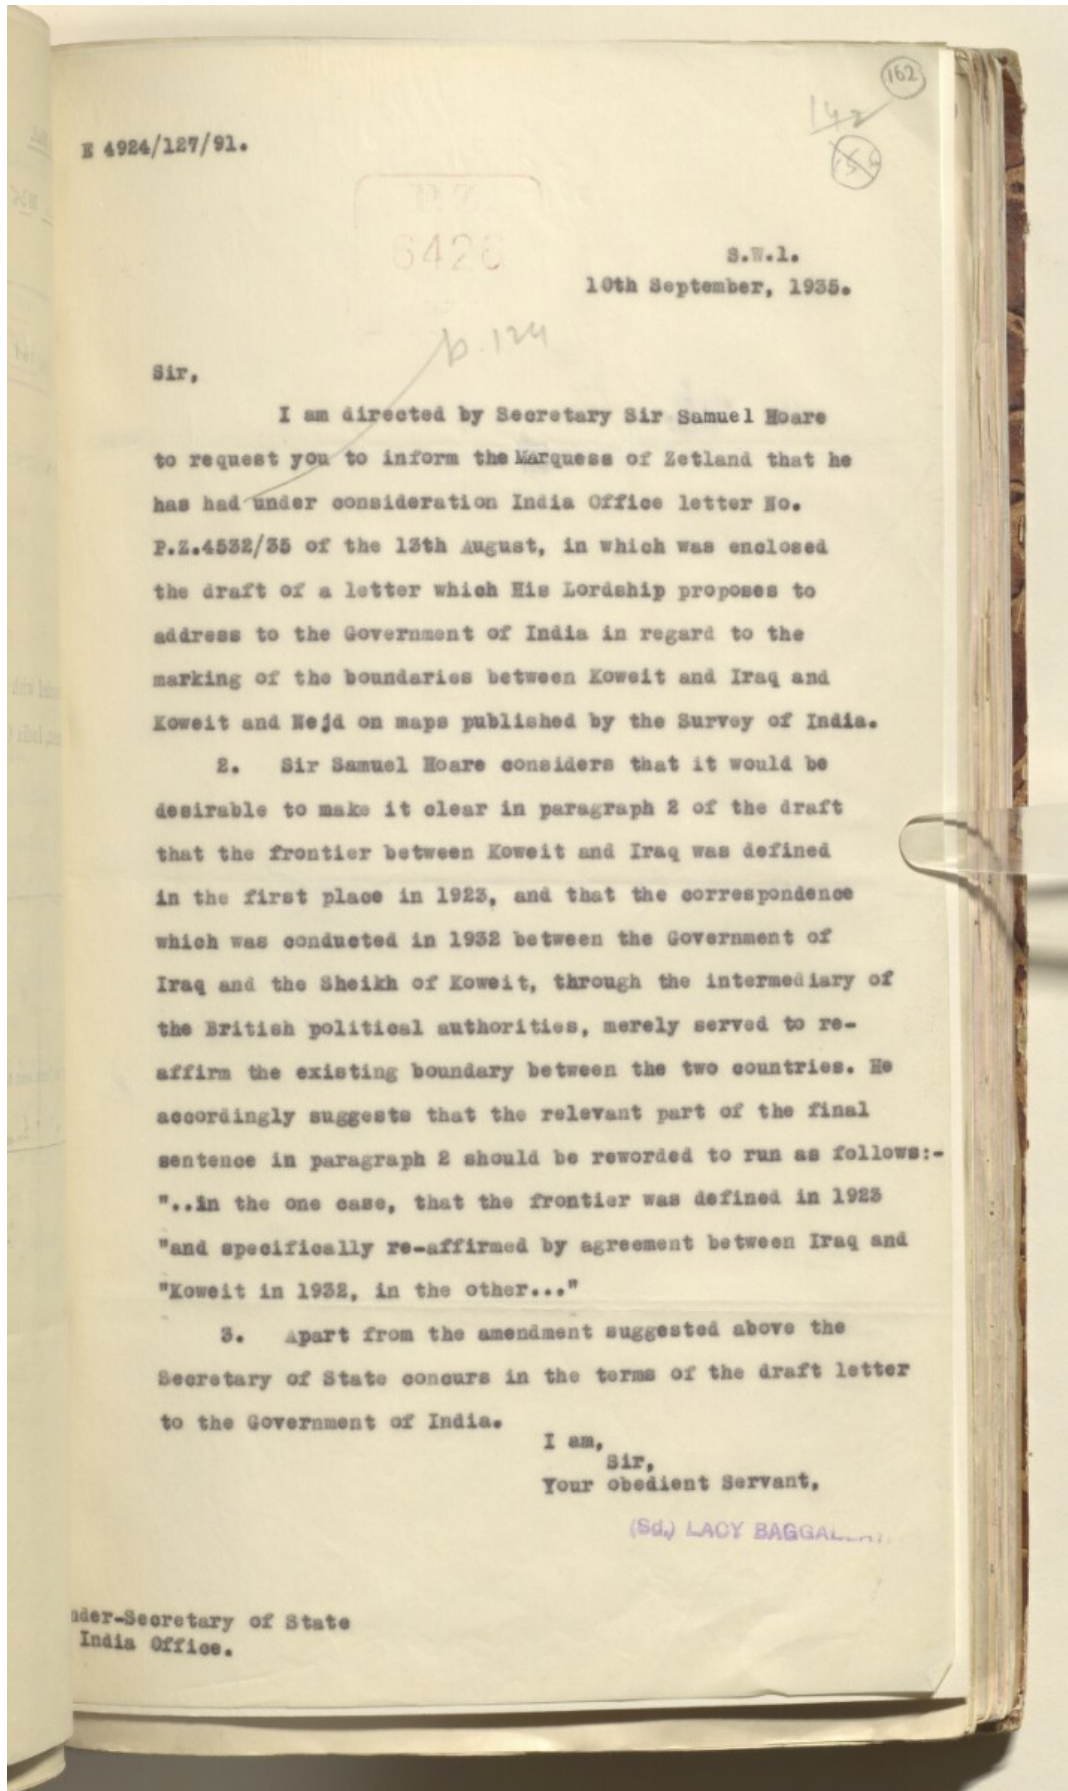 162
142
E 4924/127/91.
P.Z.
6426
S.W.1.
10th September, 1935.
p. 124
Sir,
I am directed by Secretary Sir Samuel Hoare
to request you to inform the Marquess of Zetland that he
has had under consideration India Office letter No.
P.Z.4532/35 of the 13th August, in which was enclosed
the draft of a letter which His Lordship proposes to
address to the Government of India in regard to the
marking of the boundaries between Koweit and Iraq and
Koweit and Nejd on maps published by the Survey of India.
2. Sir Samuel Hoare considers that it would be
desirable to make it clear in paragraph 2 of the draft
that the frontier between Koweit and Iraq was defined
in the first place in 1923, and that the correspondence
which was conducted in 1932 between the Government of
Iraq and the Sheikh of Koweit, through the intermediary of
the British political authorities, merely served to re-
affirm the existing boundary between the two countries. He
accordingly suggests that the relevant part of the final
sentence in paragraph 2 should be reworded to run as follows:-
"..in the one case, that the frontier was defined in 1923
"and specifically re-affirmed by agreement between Iraq and
"Koweit in 1932, in the other..."
3. Apart from the amendment suggested above the
Secretary of State concurs in the terms of the draft letter
to the Government of India.
I am,
Sir,
Your obedient Servant,
(Sd.) LACY
nder-Secretary of State
India Office.